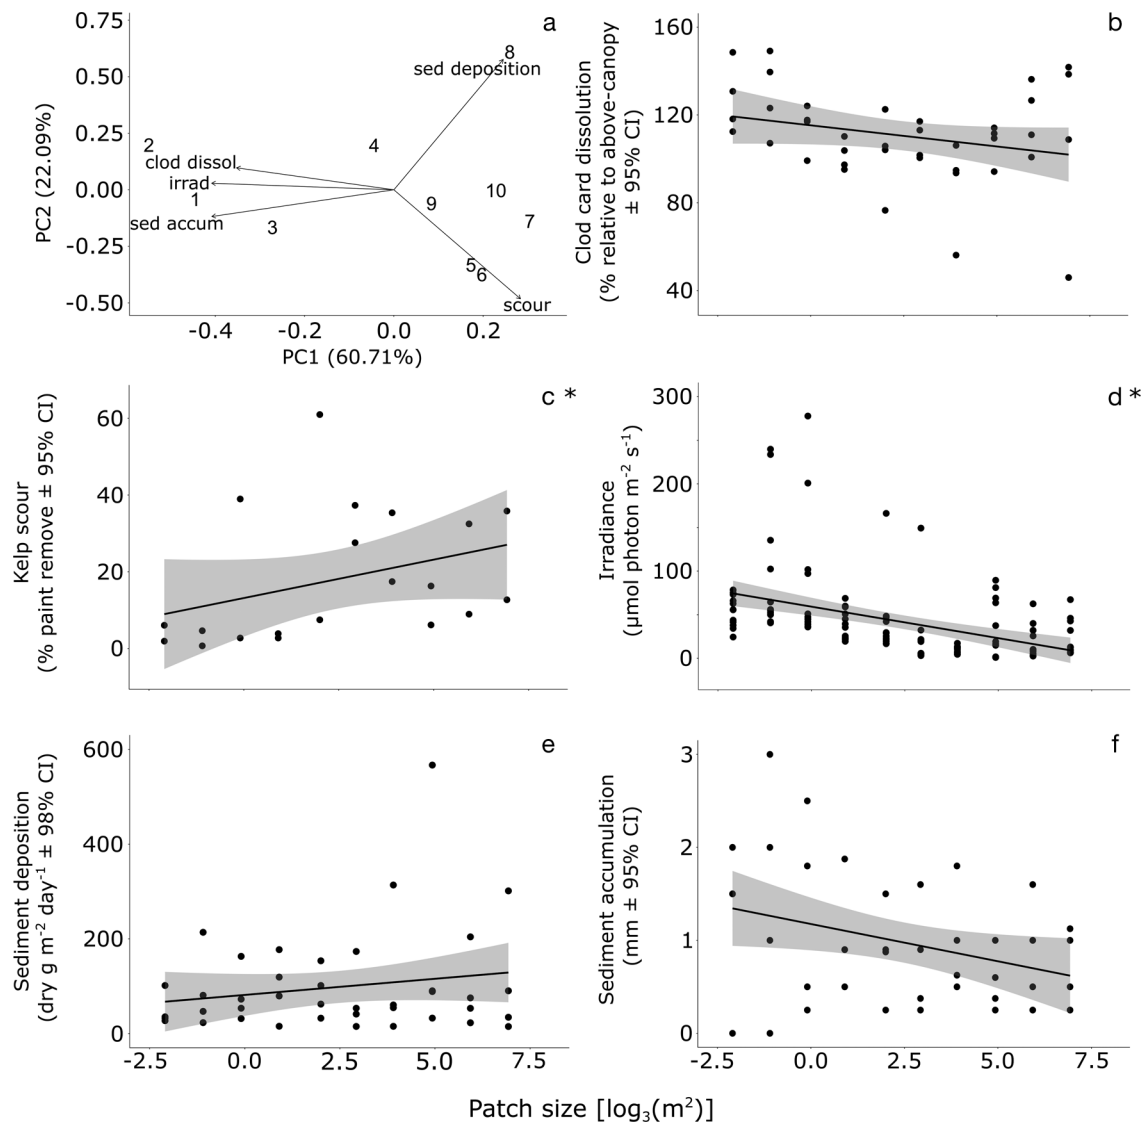 a
0.75
0.50
0.25
0.00
-0.25
-0.50
PC2 (22.09%)
8
sed deposition
4
2
clod dissol
irrad
1
sed accum
3
10
9
7
5
6
scour
-0.4
-0.2
0.0
0.2
PC1 (60.71%)
b
160
120
80
40
Clod card dissolution
(% relative to above-canopy
± 95% CI)
c *
60
40
20
0
Kelp scour
(% paint remove ± 95% CI)
d *
300
200
100
0
Irradiance
(µmol photon m⁻² s⁻¹)
e
600
400
200
0
Sediment deposition
(dry g m⁻² day⁻¹ ± 98% CI)
-2.5
0.0
2.5
5.0
7.5
f
3
2
1
0
Sediment accumulation
(mm ± 95% CI)
-2.5
0.0
2.5
5.0
7.5
Patch size [log₃(m²)]